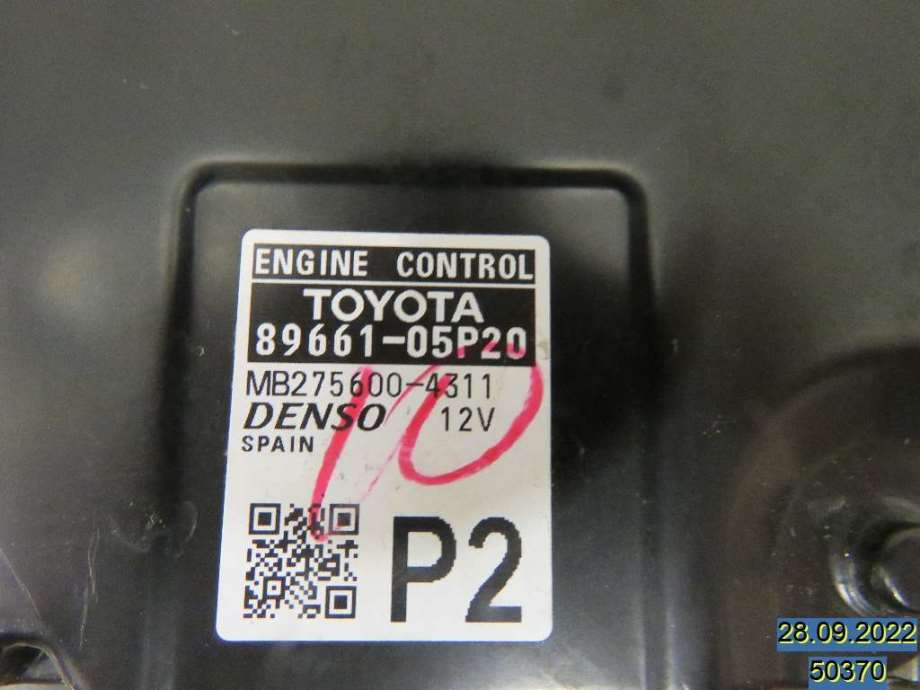 ENGINE CONTROL
TOYOTA
89661-05P20
MB275600-4311
DENSO 12V
SPAIN
10
P2
28.09.2022
50370